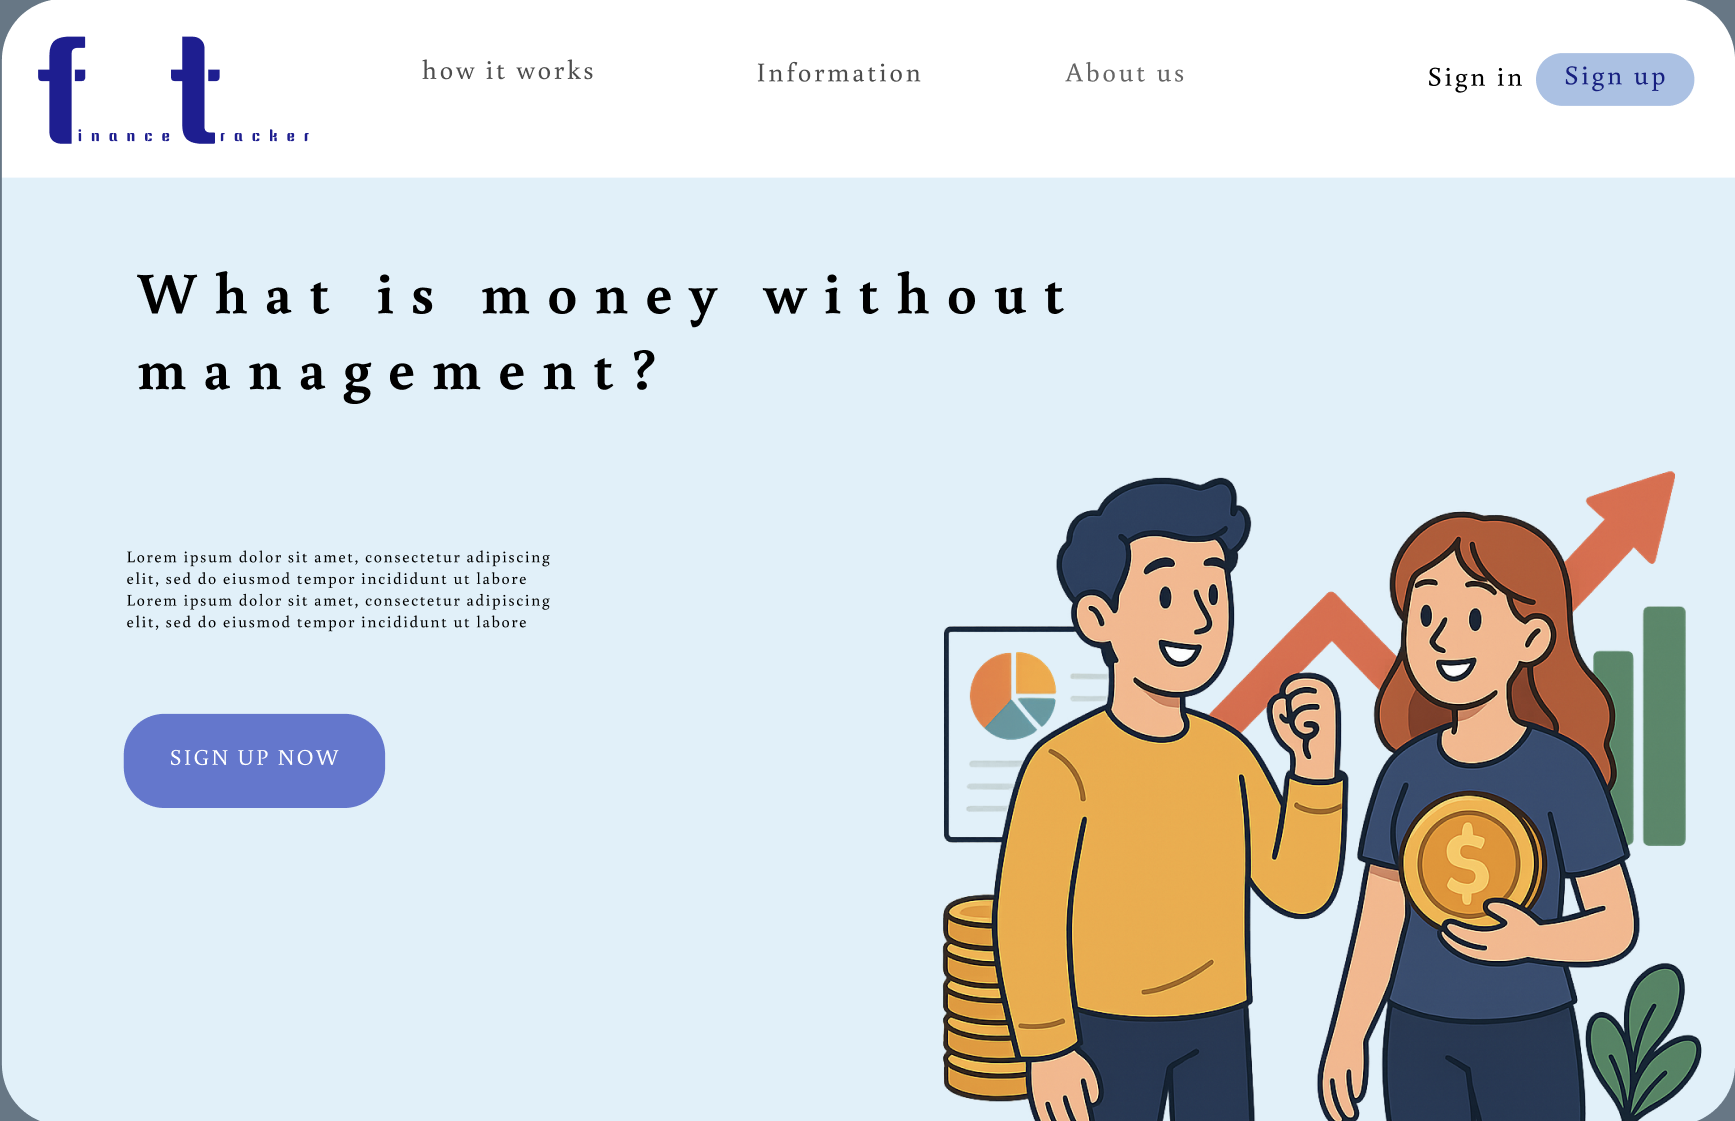 finance tracker
how it works
Information
About us
Sign in
Sign up
What is money without
management?
Lorem ipsum dolor sit amet, consectetur adipiscing
elit, sed do eiusmod tempor incididunt ut labore
Lorem ipsum dolor sit amet, consectetur adipiscing
elit, sed do eiusmod tempor incididunt ut labore
SIGN UP NOW
$